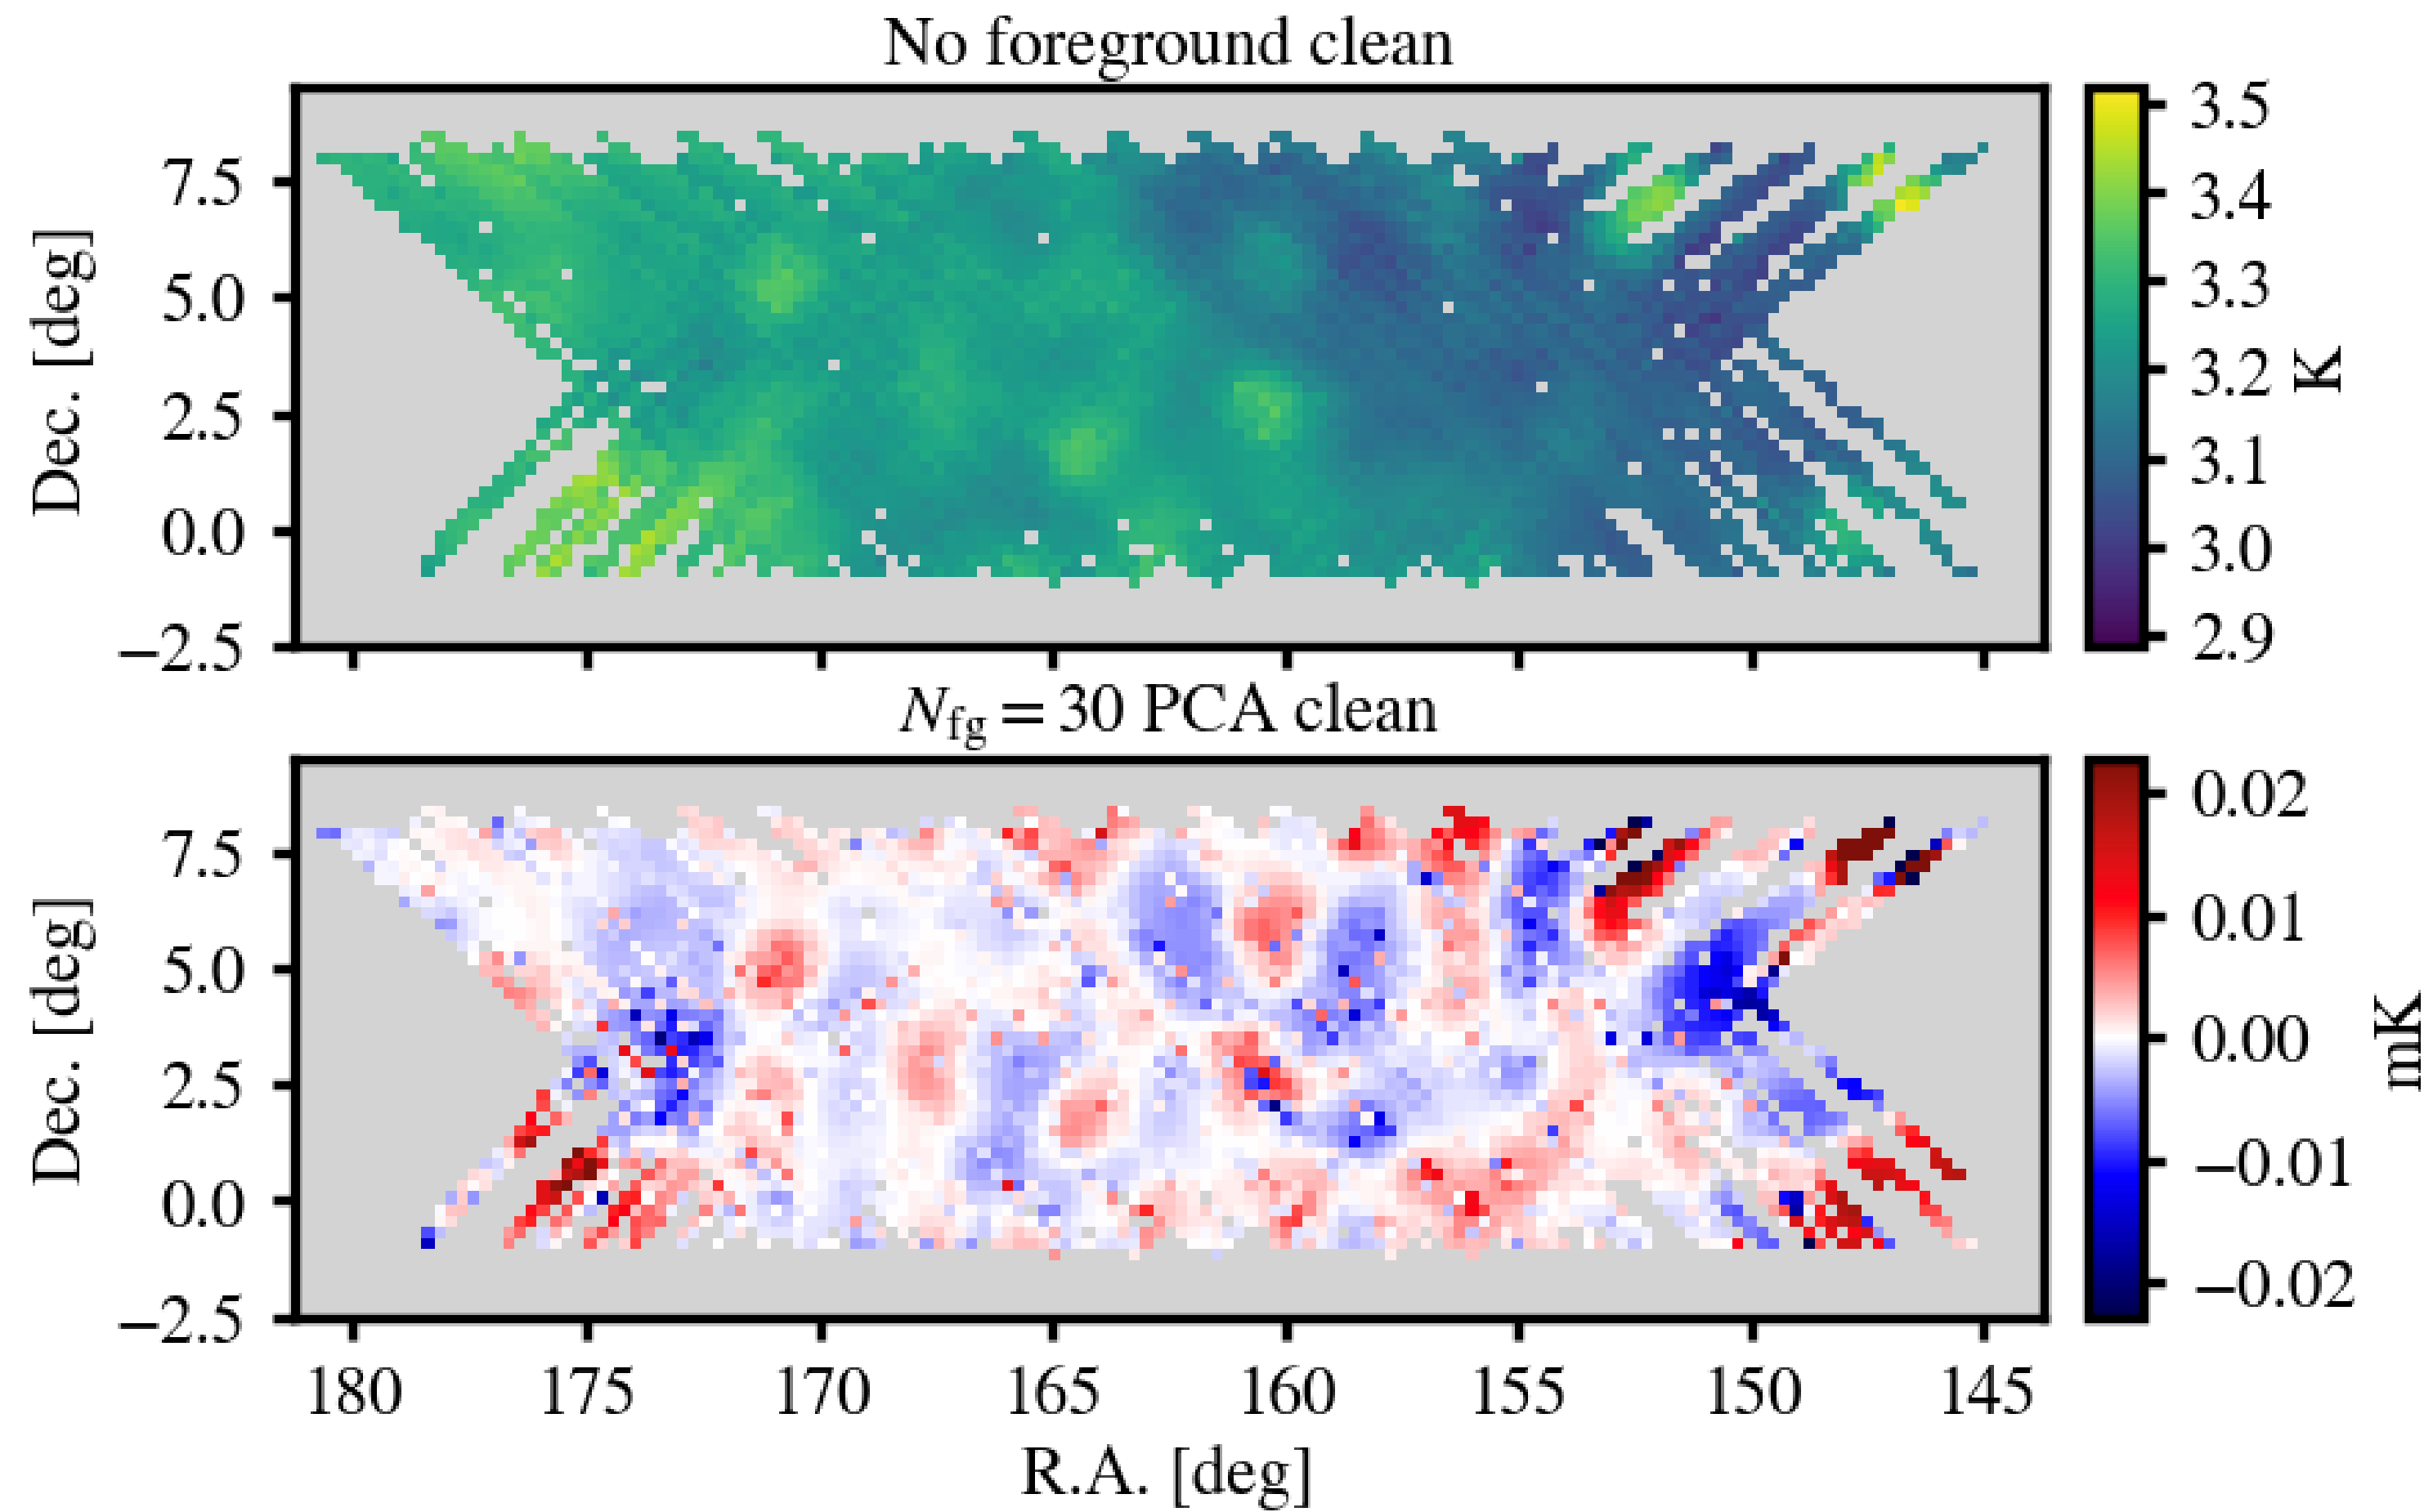 No foreground clean
7.5
5.0
2.5
0.0
−2.5
Dec. [deg]
3.5
3.4
3.3
3.2
3.1
3.0
2.9
K
N_fg = 30 PCA clean
7.5
5.0
2.5
0.0
−2.5
Dec. [deg]
0.02
0.01
0.00
−0.01
−0.02
mK
180 175 170 165 160 155 150 145
R.A. [deg]